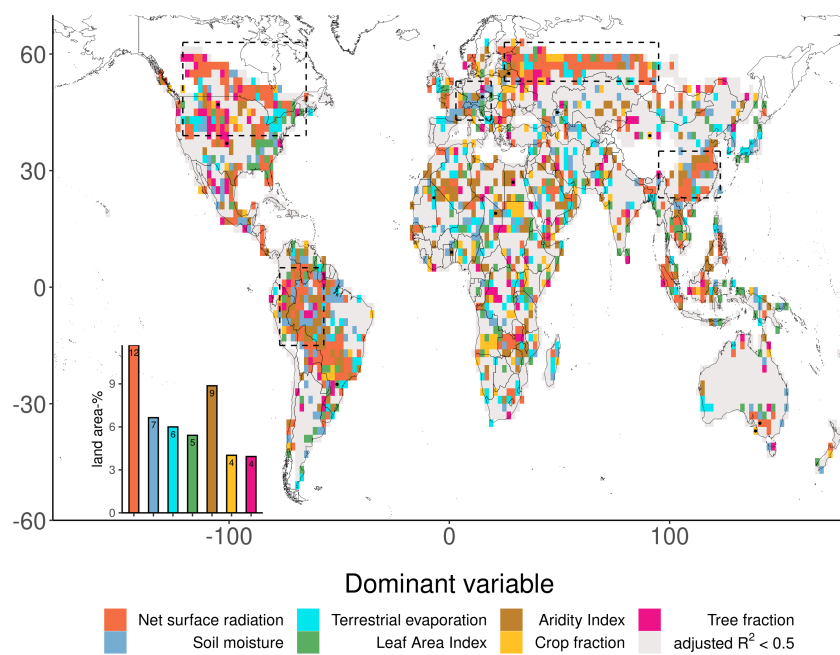 60
30
0
-30
-60
-100
0
100
land area-%
9
6
3
0
12
7
6
5
9
4
4
Dominant variable
Net surface radiation
Terrestrial evaporation
Aridity Index
Tree fraction
Soil moisture
Leaf Area Index
Crop fraction
adjusted R² < 0.5